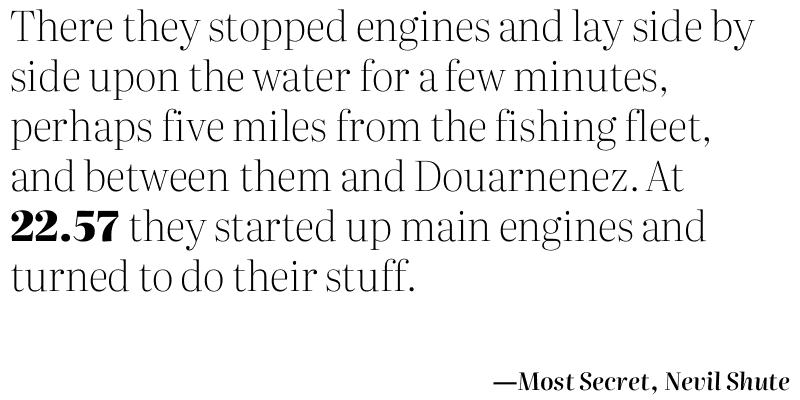 There they stopped engines and lay side by
side upon the water for a few minutes,
perhaps five miles from the fishing fleet,
and between them and Douarnenez. At
22.57 they started up main engines and
turned to do their stuff.
—Most Secret, Nevil Shute